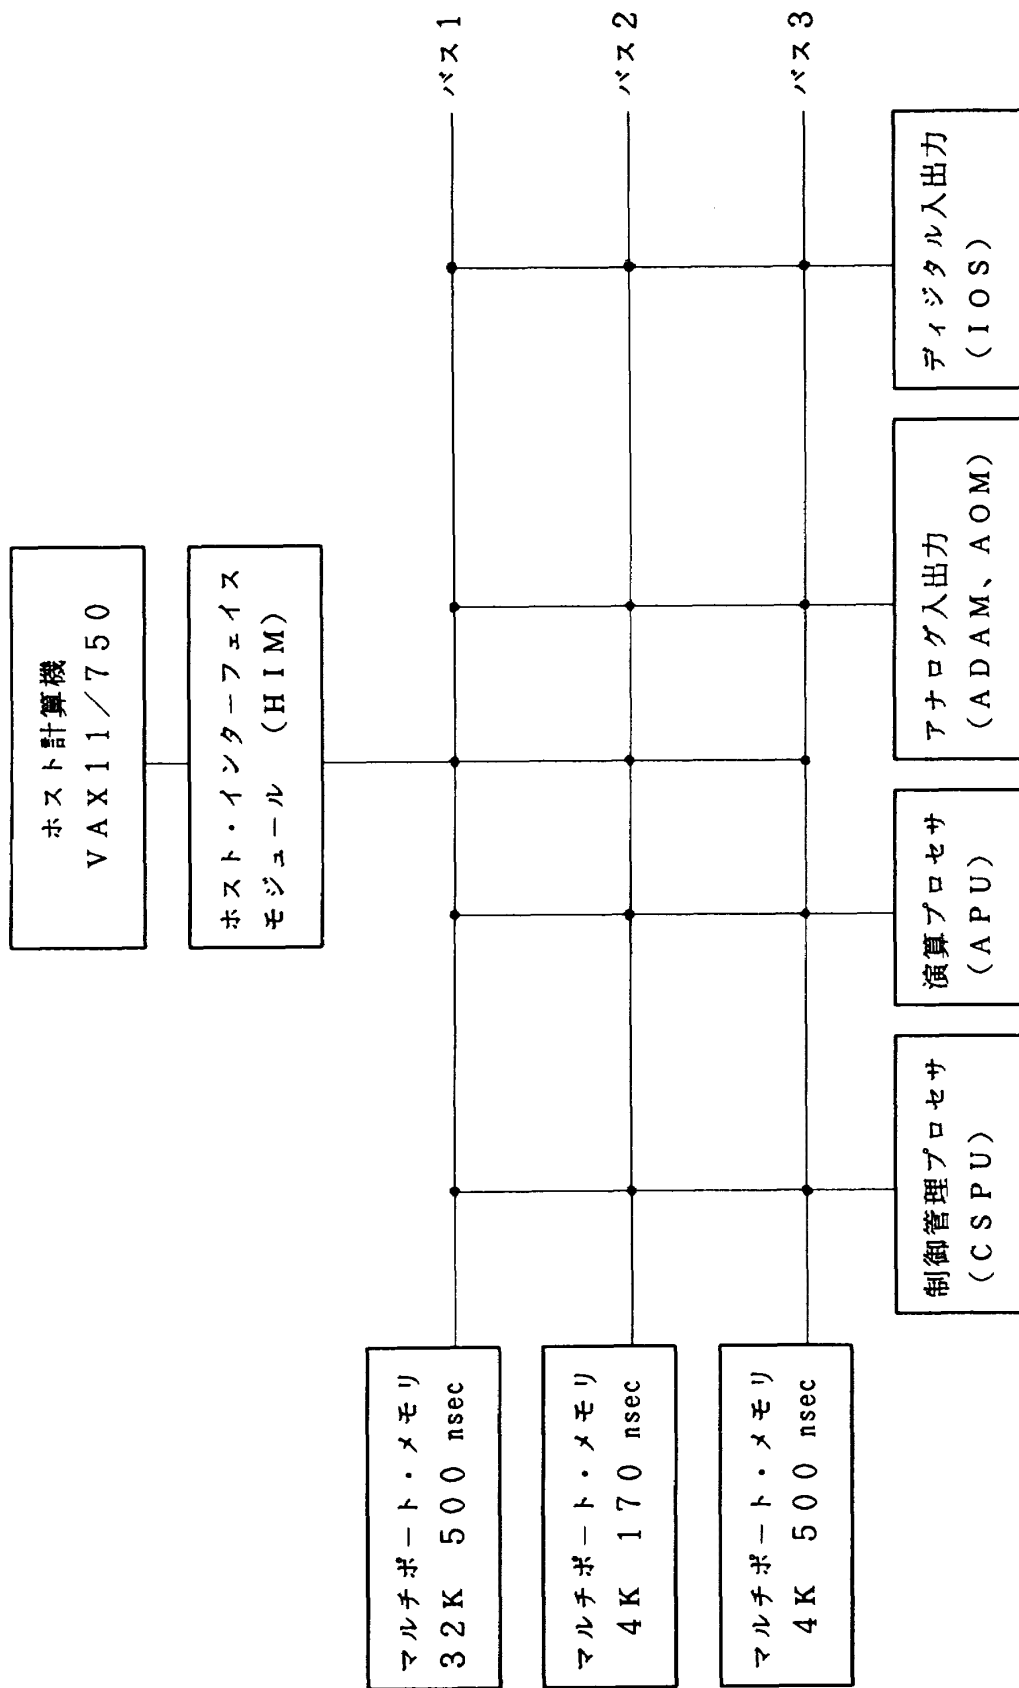 ホスト計算機
VAX11／750
ホスト・インターフェイス
モジュール （HIM）
バス1
バス2
バス3
マルチポート・メモリ
32K 500 nsec
マルチポート・メモリ
4K 170 nsec
マルチポート・メモリ
4K 500 nsec
制御管理プロセサ
（CSPU）
演算プロセサ
（APU）
アナログ入出力
（ADAM、AOM）
ディジタル入出力
（IOS）